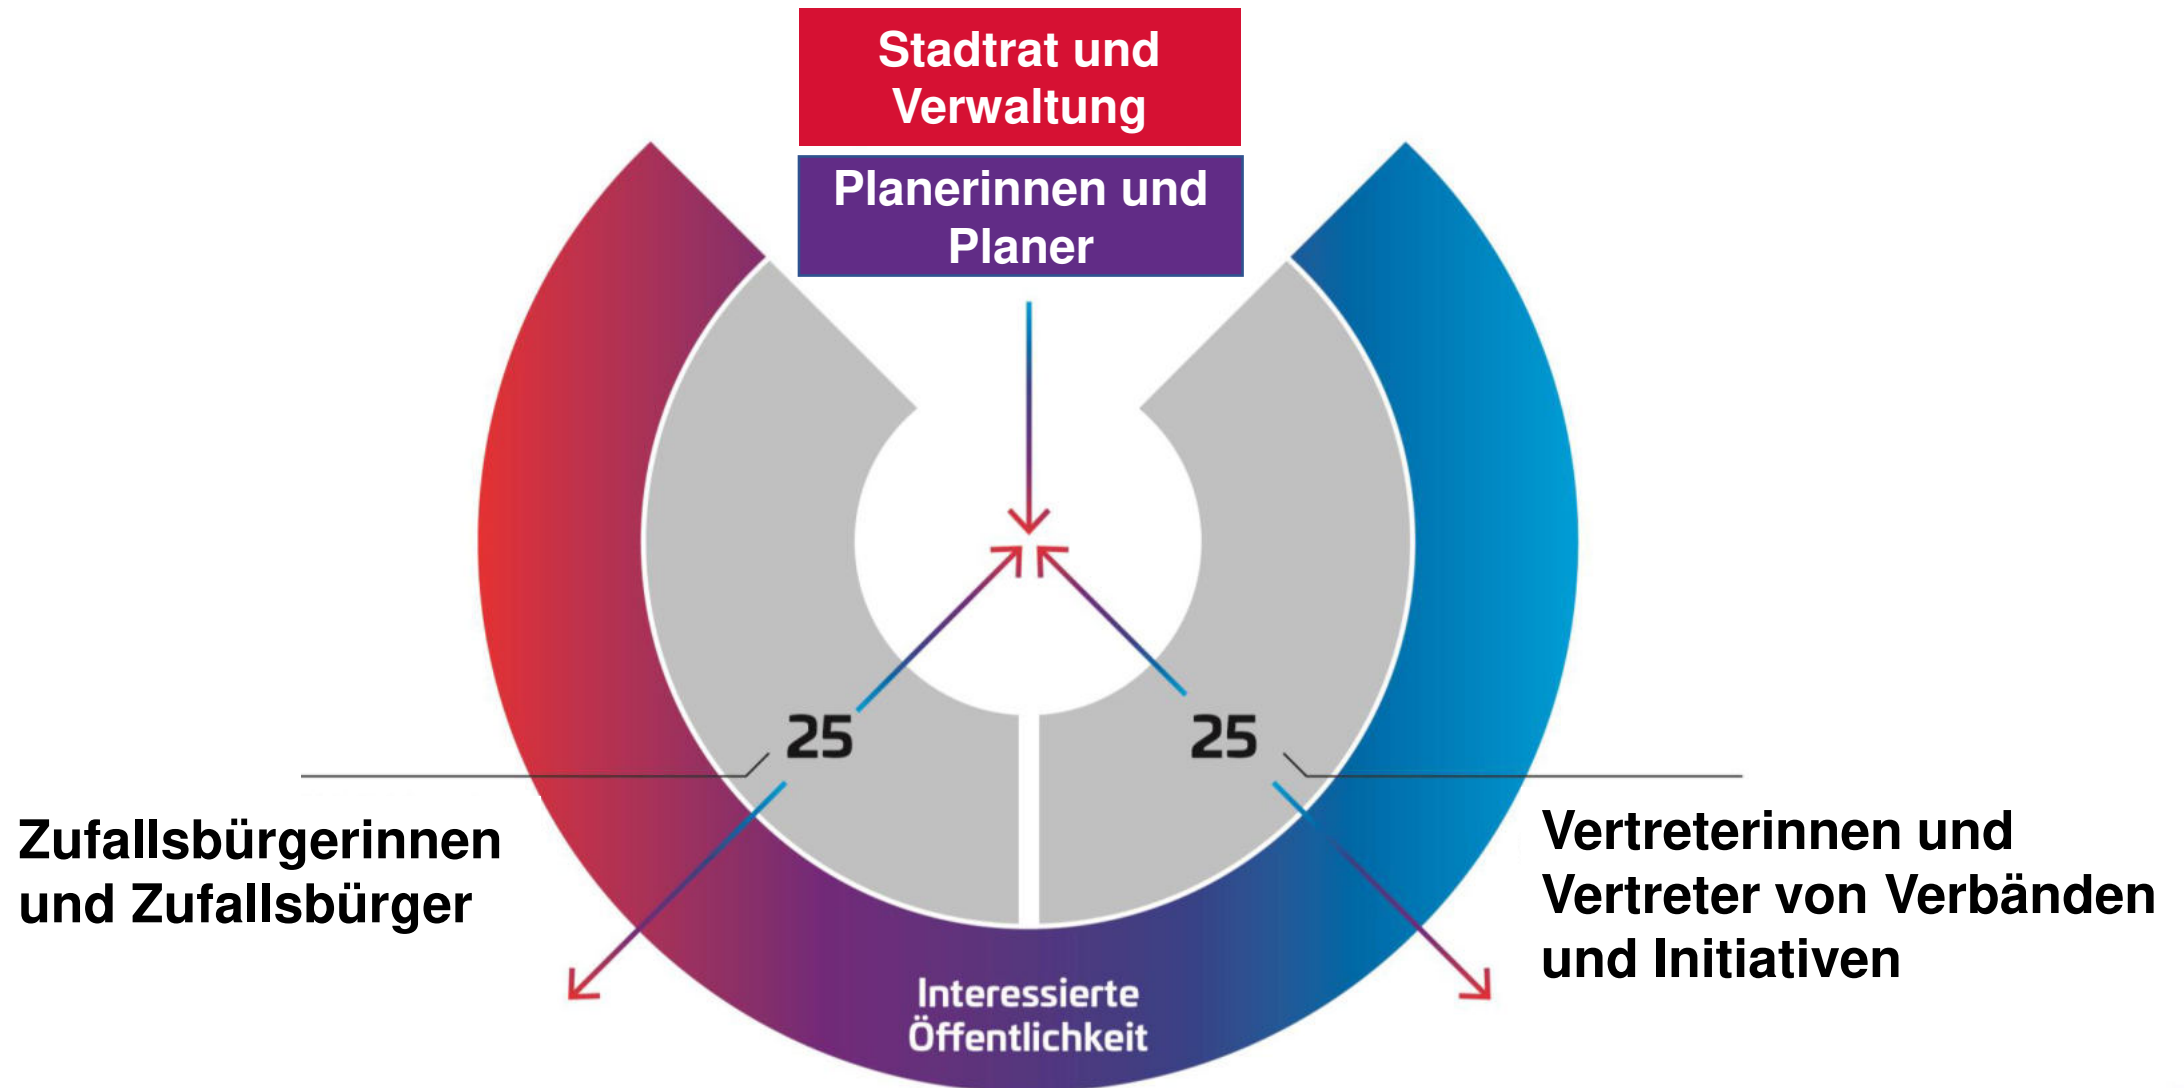 Stadtrat und
Verwaltung
Planerinnen und
Planer
25
25
Zufallsbürgerinnen
und Zufallsbürger
Vertreterinnen und
Vertreter von Verbänden
und Initiativen
Interessierte
Öffentlichkeit